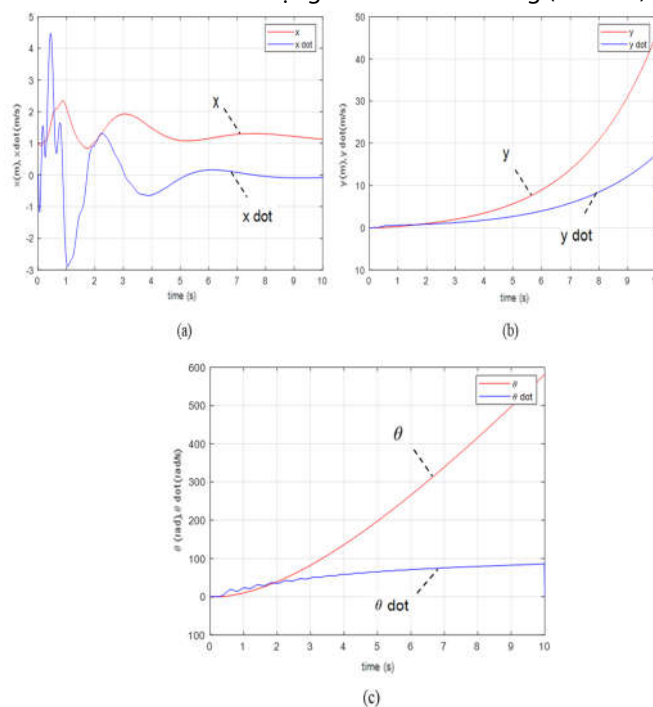 5
4
3
2
1
0
-1
-2
-3
0 1 2 3 4 5 6 7 8 9 10
x(m), x dot(m/s)
time (s)
x
x dot
x
x dot
(a)
50
40
30
20
10
0
10
0 1 2 3 4 5 6 7 8 9 10
y(m), y dot(m/s)
time (s)
y
y dot
y
y dot
(b)
600
500
400
300
200
100
0
100
0 1 2 3 4 5 6 7 8 9 10
θ (rad), θ dot (rad/s)
time (s)
θ
θ dot
θ
θ dot
(c)